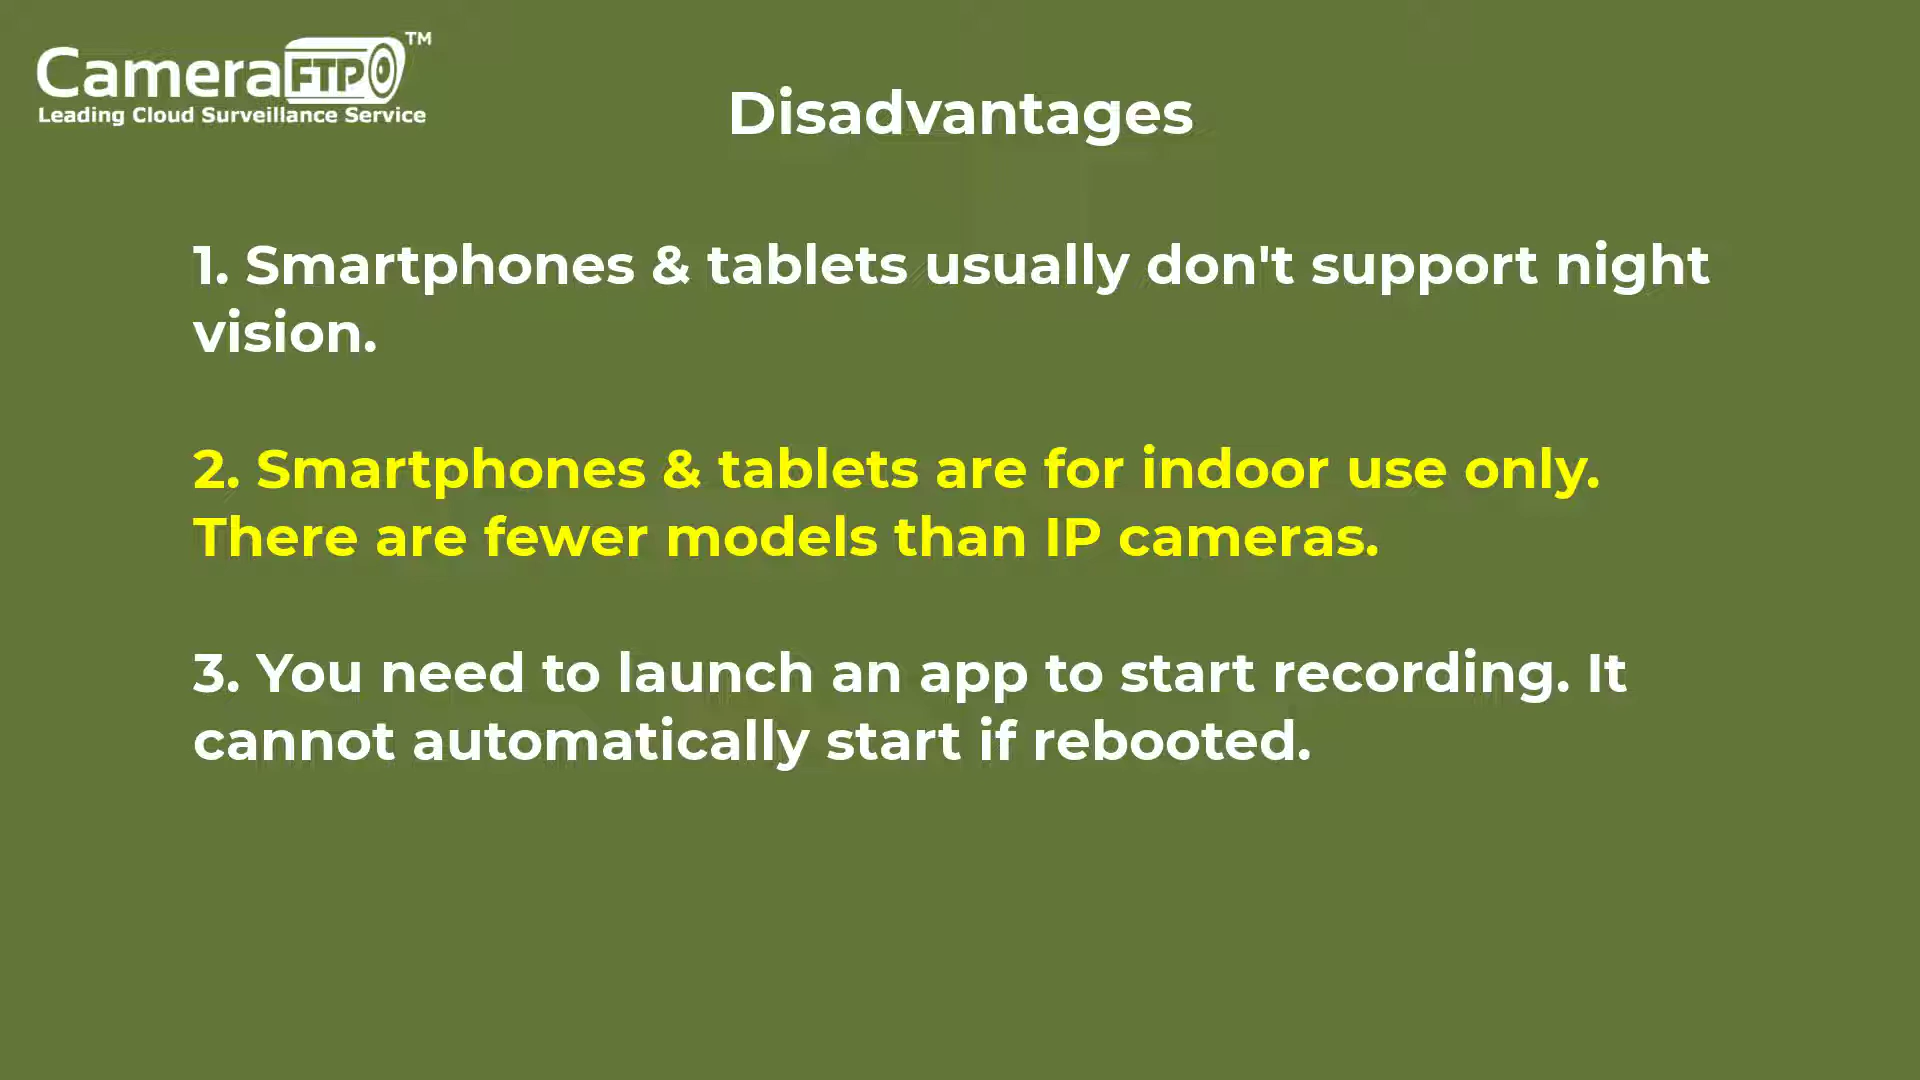 CameraFTP™
Leading Cloud Surveillance Service
Disadvantages
1. Smartphones & tablets usually don't support night
vision.
2. Smartphones & tablets are for indoor use only.
There are fewer models than IP cameras.
3. You need to launch an app to start recording. It
cannot automatically start if rebooted.